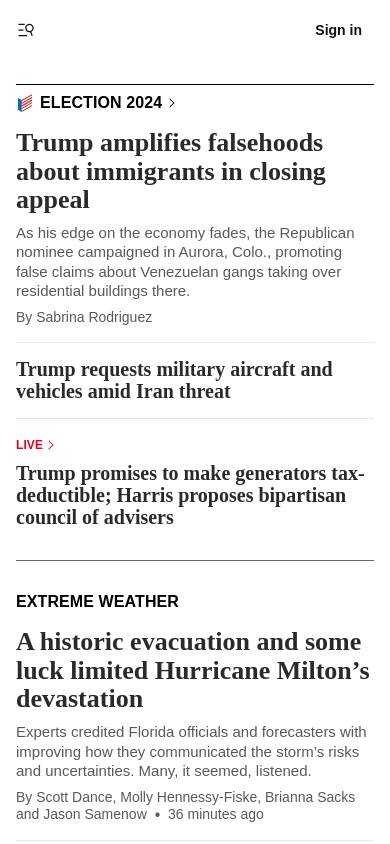 Sign in
ELECTION 2024
Trump amplifies falsehoods
about immigrants in closing
appeal
As his edge on the economy fades, the Republican
nominee campaigned in Aurora, Colo., promoting
false claims about Venezuelan gangs taking over
residential buildings there.
By Sabrina Rodriguez
Trump requests military aircraft and
vehicles amid Iran threat
LIVE
Trump promises to make generators tax-
deductible; Harris proposes bipartisan
council of advisers
EXTREME WEATHER
A historic evacuation and some
luck limited Hurricane Milton’s
devastation
Experts credited Florida officials and forecasters with
improving how they communicated the storm’s risks
and uncertainties. Many, it seemed, listened.
By Scott Dance, Molly Hennessy-Fiske, Brianna Sacks
and Jason Samenow • 36 minutes ago